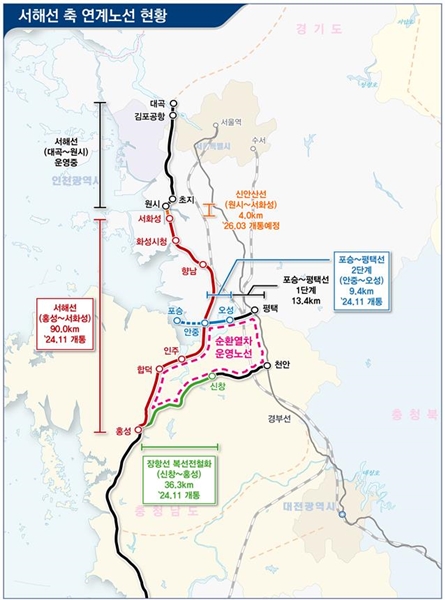 서해선 축 연계노선 현황
경 기 도
대곡
김포공항
서울역
서울특별시
수서
서해선
(대곡~원시)
운영중
인천광역시
초지
원시
신안산선
(원시~서화성)
4.0km
'26.03 개통예정
서화성
화성시청
향남
포승~평택선
2단계
(안중~오성)
9.4km
'24.11 개통
포승~평택선
1단계
13.4km
서해선
(홍성~서화성)
90.0km
'24.11 개통
포승
안중
오성
평택
순환열차
운영노선
인주
합덕
천안
신창
홍성
경부선
충 청 북
장항선 복선전철화
(신창~홍성)
36.3km
'24.11 개통
충 청 남 도
대전광역시